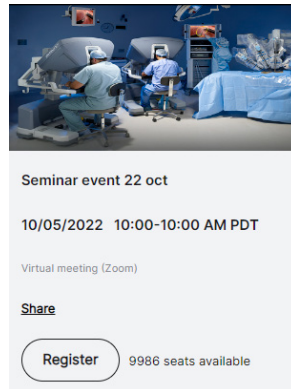 Seminar event 22 oct
10/05/2022 10:00-10:00 AM PDT
Virtual meeting (Zoom)
Share
Register 9986 seats available